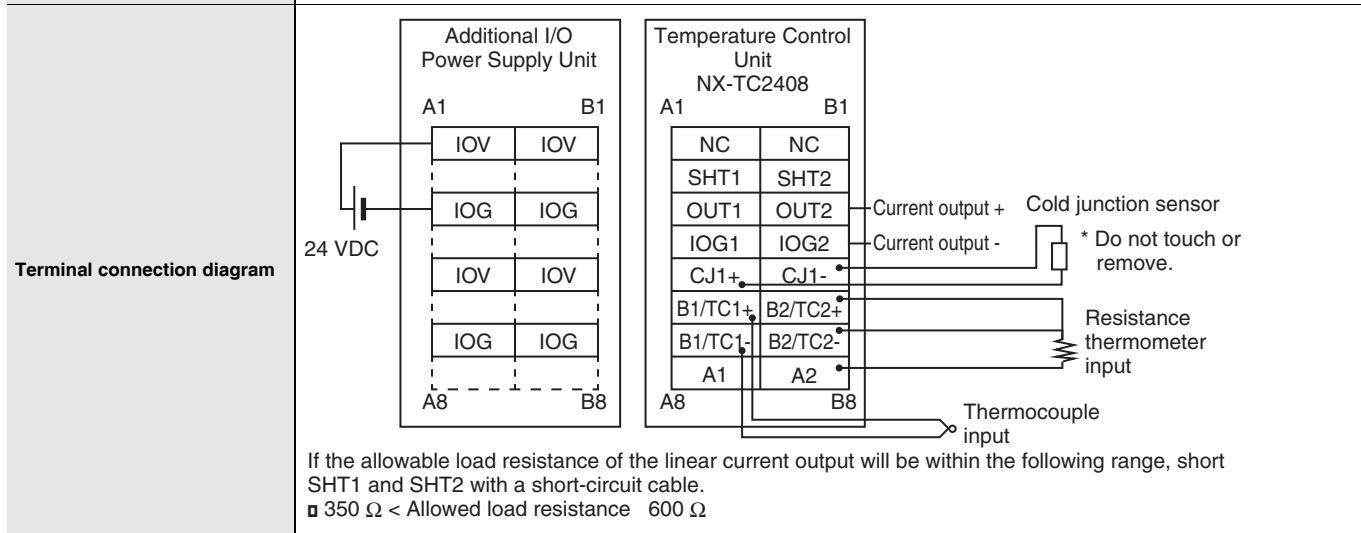 Terminal connection diagram
Additional I/O
Power Supply Unit
A1 B1
IOV IOV
IOG IOG
IOV IOV
IOG IOG
A8 B8
24 VDC
Temperature Control
Unit
NX-TC2408
A1 B1
NC NC
SHT1 SHT2
OUT1 OUT2
IOG1 IOG2
CJ1+ CJ1-
B1/TC1+ B2/TC2+
B1/TC1- B2/TC2-
A1 A2
A8 B8
Current output +
Current output -
Cold junction sensor
* Do not touch or
remove.
Resistance
thermometer
input
Thermocouple
input
If the allowable load resistance of the linear current output will be within the following range, short
SHT1 and SHT2 with a short-circuit cable.
350 Ω < Allowed load resistance 600 Ω